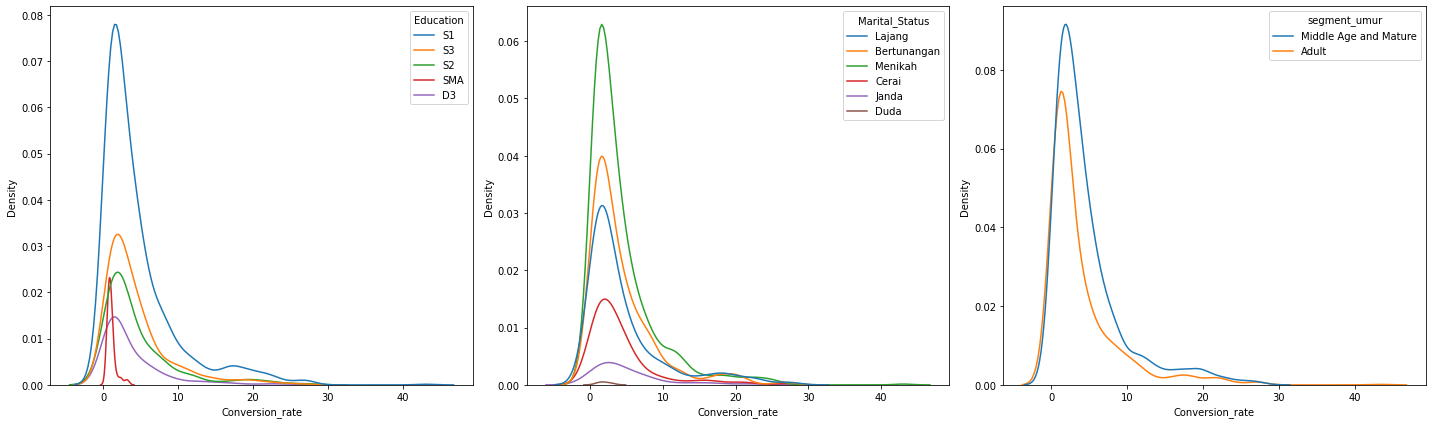 Education
S1
S3
S2
SMA
D3
0.08
0.07
0.06
0.05
0.04
0.03
0.02
0.01
0.00
Density
0 10 20 30 40
Conversion_rate
Marital_Status
Lajang
Bertunangan
Menikah
Cerai
Janda
Duda
0.06
0.05
0.04
0.03
0.02
0.01
0.00
Density
0 10 20 30 40
Conversion_rate
segment_umur
Middle Age and Mature
Adult
0.08
0.06
0.04
0.02
0.00
Density
0 10 20 30 40
Conversion_rate